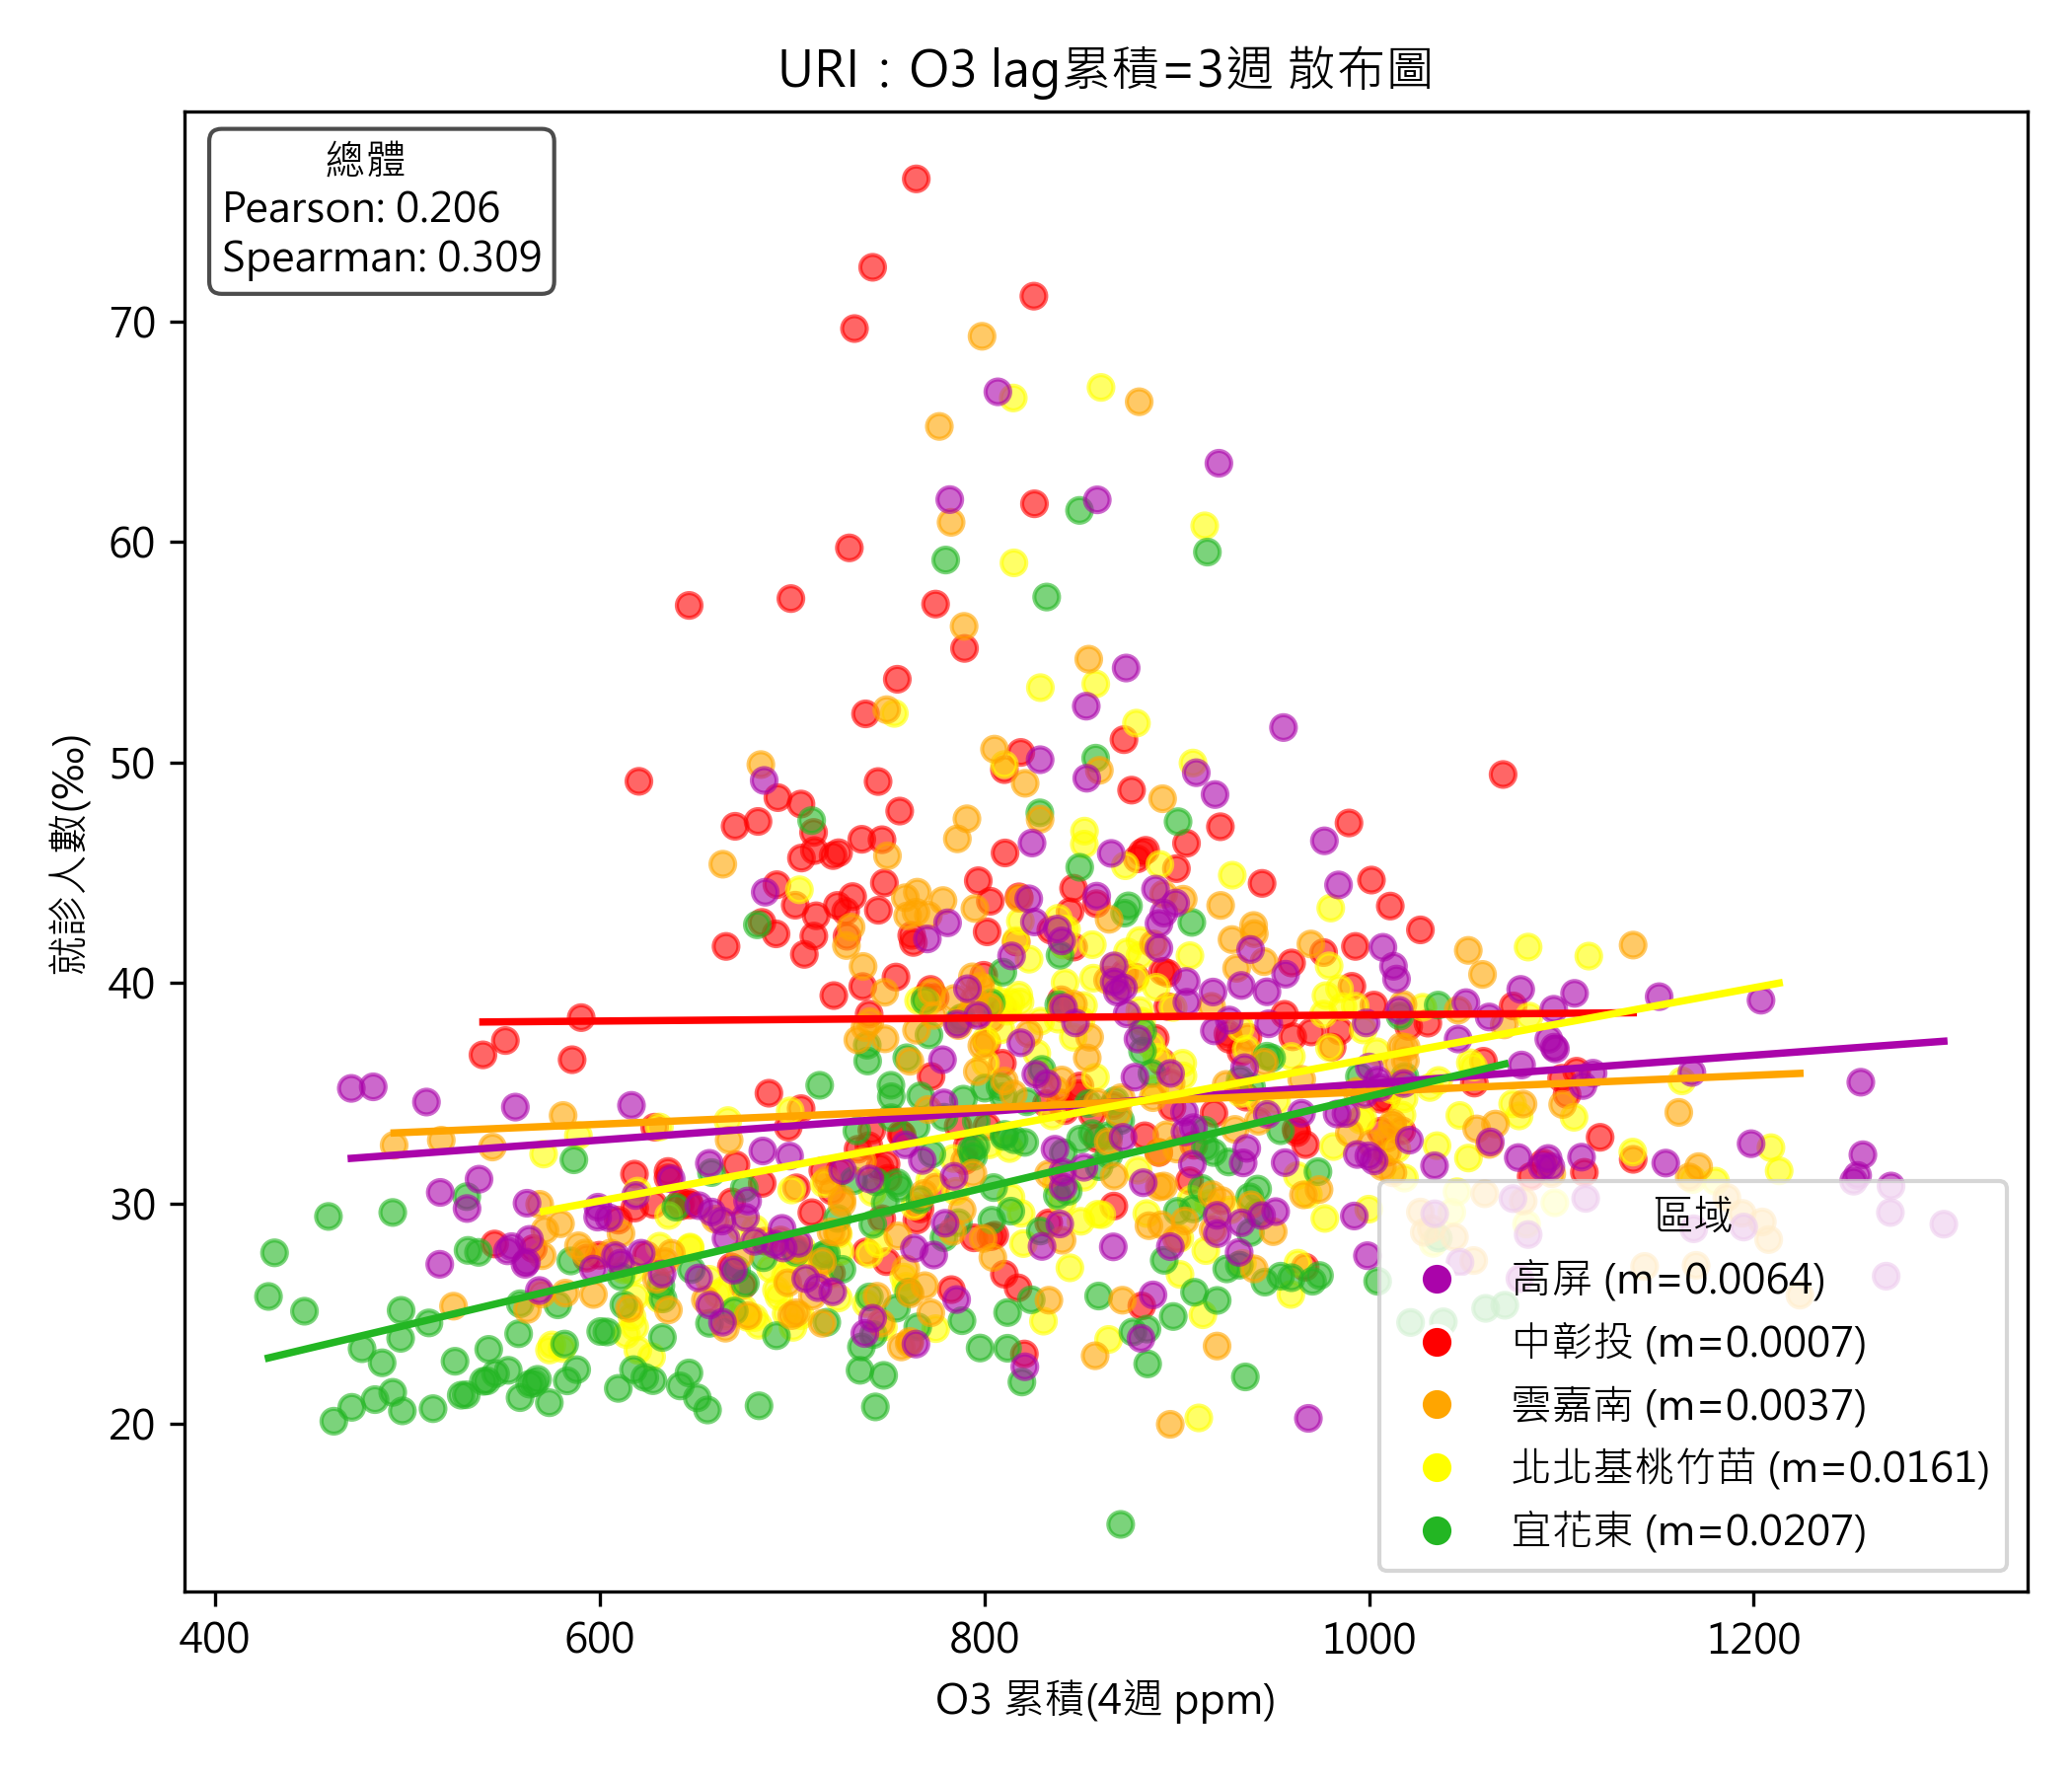 URI：O3 lag累積=3週 散布圖
總體
Pearson: 0.206
Spearman: 0.309
就診人數(‰)
70
60
50
40
30
20
400
600
800
1000
1200
O3 累積(4週 ppm)
區域
高屏 (m=0.0064)
中彰投 (m=0.0007)
雲嘉南 (m=0.0037)
北北基桃竹苗 (m=0.0161)
宜花東 (m=0.0207)